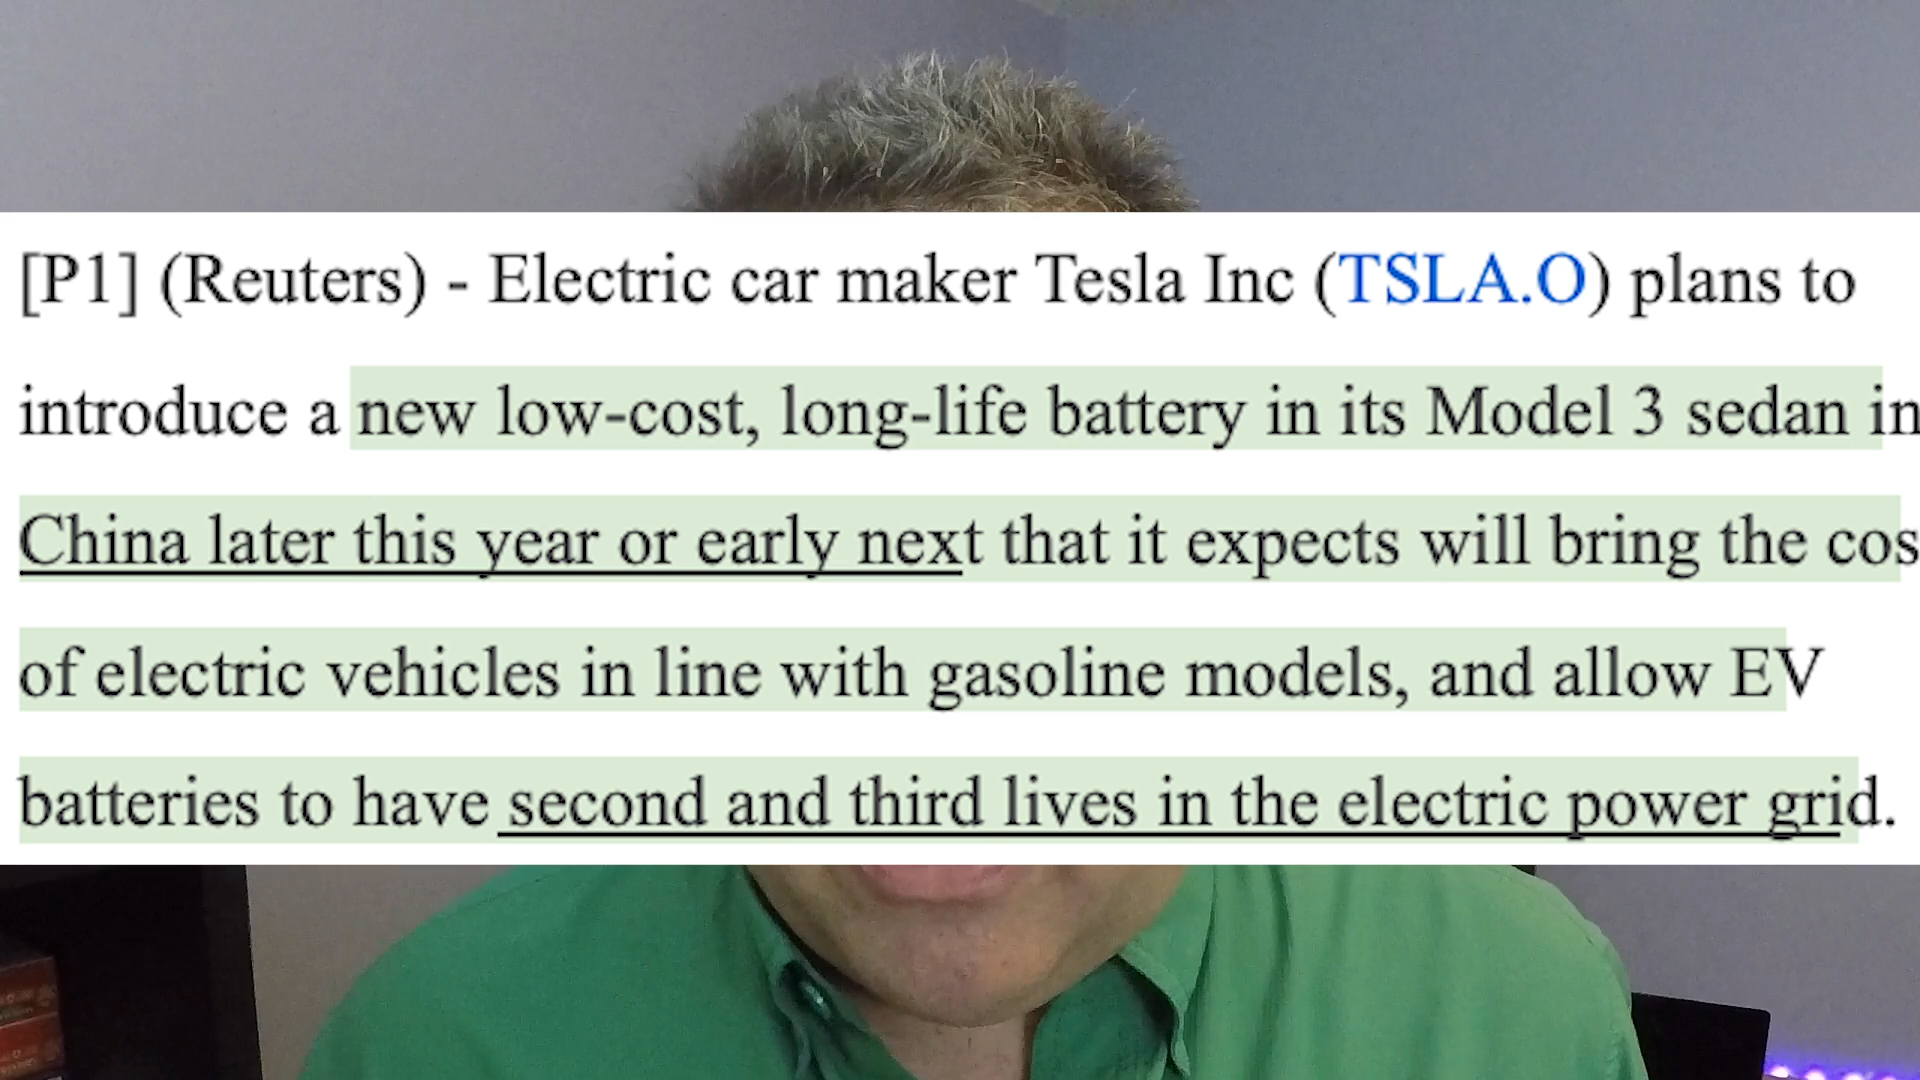 [P1] (Reuters) - Electric car maker Tesla Inc (TSLA.O) plans to
introduce a new low-cost, long-life battery in its Model 3 sedan in
China later this year or early next that it expects will bring the cos
of electric vehicles in line with gasoline models, and allow EV
batteries to have second and third lives in the electric power grid.